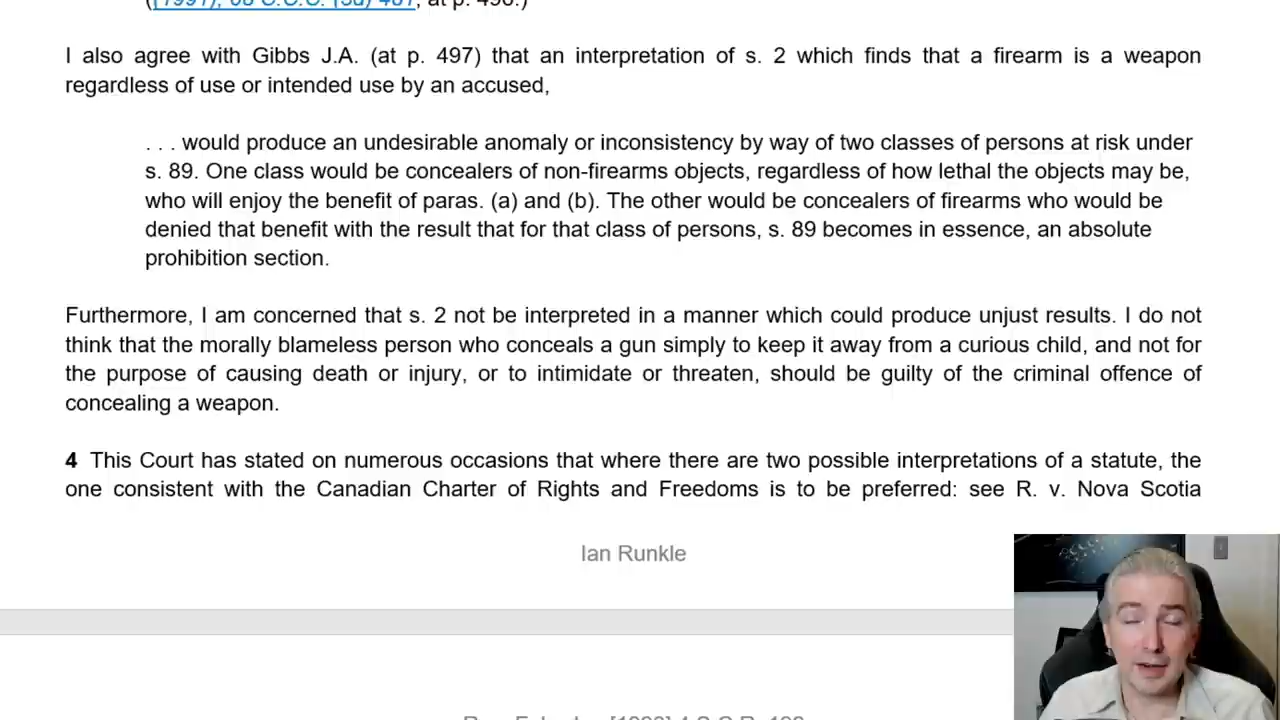 I also agree with Gibbs J.A. (at p. 497) that an interpretation of s. 2 which finds that a firearm is a weapon
regardless of use or intended use by an accused,
. . . would produce an undesirable anomaly or inconsistency by way of two classes of persons at risk under
s. 89. One class would be concealers of non-firearms objects, regardless of how lethal the objects may be,
who will enjoy the benefit of paras. (a) and (b). The other would be concealers of firearms who would be
denied that benefit with the result that for that class of persons, s. 89 becomes in essence, an absolute
prohibition section.
Furthermore, I am concerned that s. 2 not be interpreted in a manner which could produce unjust results. I do not
think that the morally blameless person who conceals a gun simply to keep it away from a curious child, and not for
the purpose of causing death or injury, or to intimidate or threaten, should be guilty of the criminal offence of
concealing a weapon.
4 This Court has stated on numerous occasions that where there are two possible interpretations of a statute, the
one consistent with the Canadian Charter of Rights and Freedoms is to be preferred: see R. v. Nova Scotia
Ian Runkle